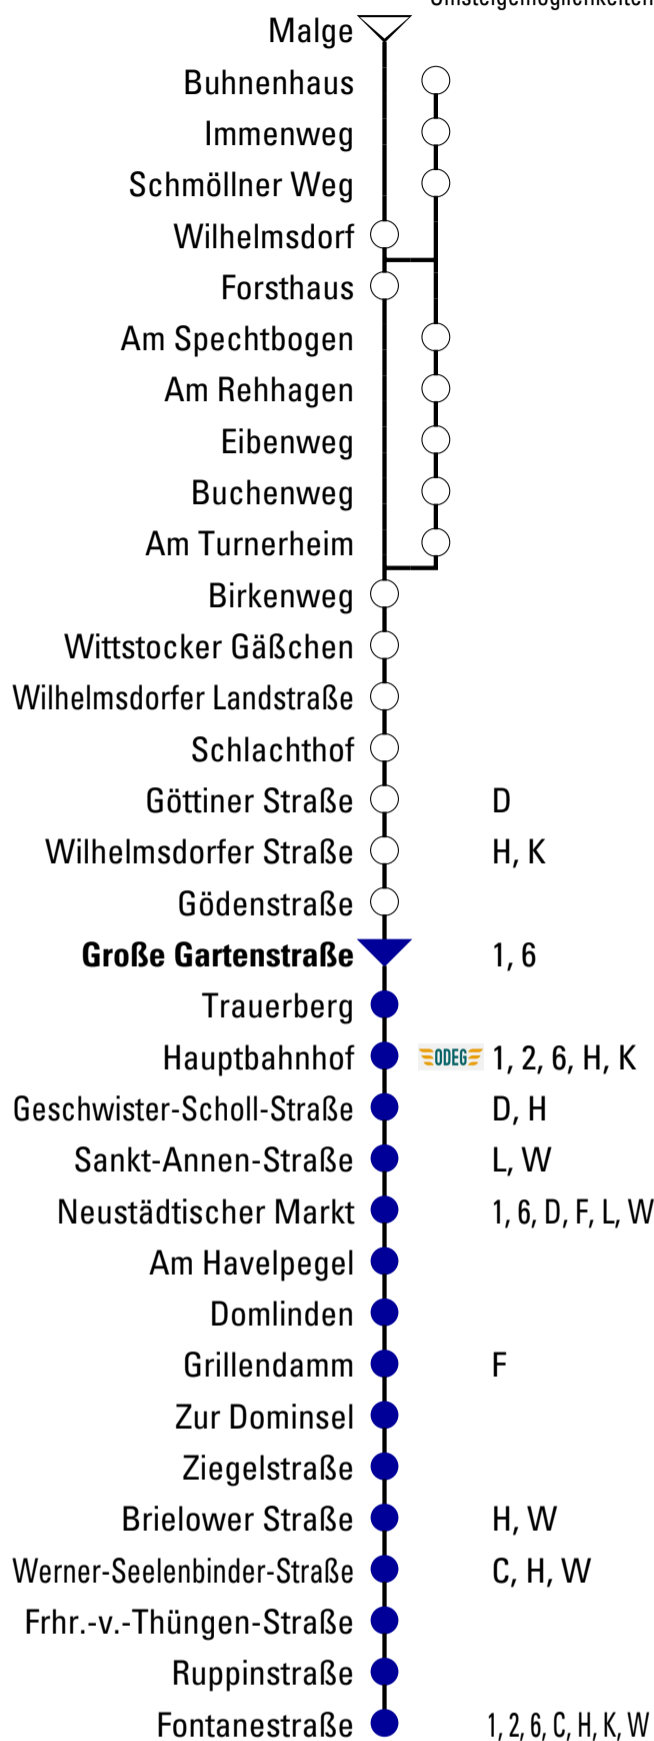 Umsteigemöglichkeiten
Malge
Buhnenhaus
Immenweg
Schmöllner Weg
Wilhelmsdorf
Forsthaus
Am Spechtbogen
Am Rehhagen
Eibenweg
Buchenweg
Am Turnerheim
Birkenweg
Wittstocker Gäßchen
Wilhelmsdorfer Landstraße
Schlachthof
Göttiner Straße D
Wilhelmsdorfer Straße H, K
Gödenstraße
Große Gartenstraße 1, 6
Trauerberg
Hauptbahnhof ODEG 1, 2, 6, H, K
Geschwister-Scholl-Straße D, H
Sankt-Annen-Straße L, W
Neustädtischer Markt 1, 6, D, F, L, W
Am Havelpegel
Domlinden
Grillendamm F
Zur Dominsel
Ziegelstraße
Brielower Straße H, W
Werner-Seelenbinder-Straße C, H, W
Frhr.-v.-Thüngen-Straße
Ruppinstraße
Fontanestraße 1, 2, 6, C, H, K, W